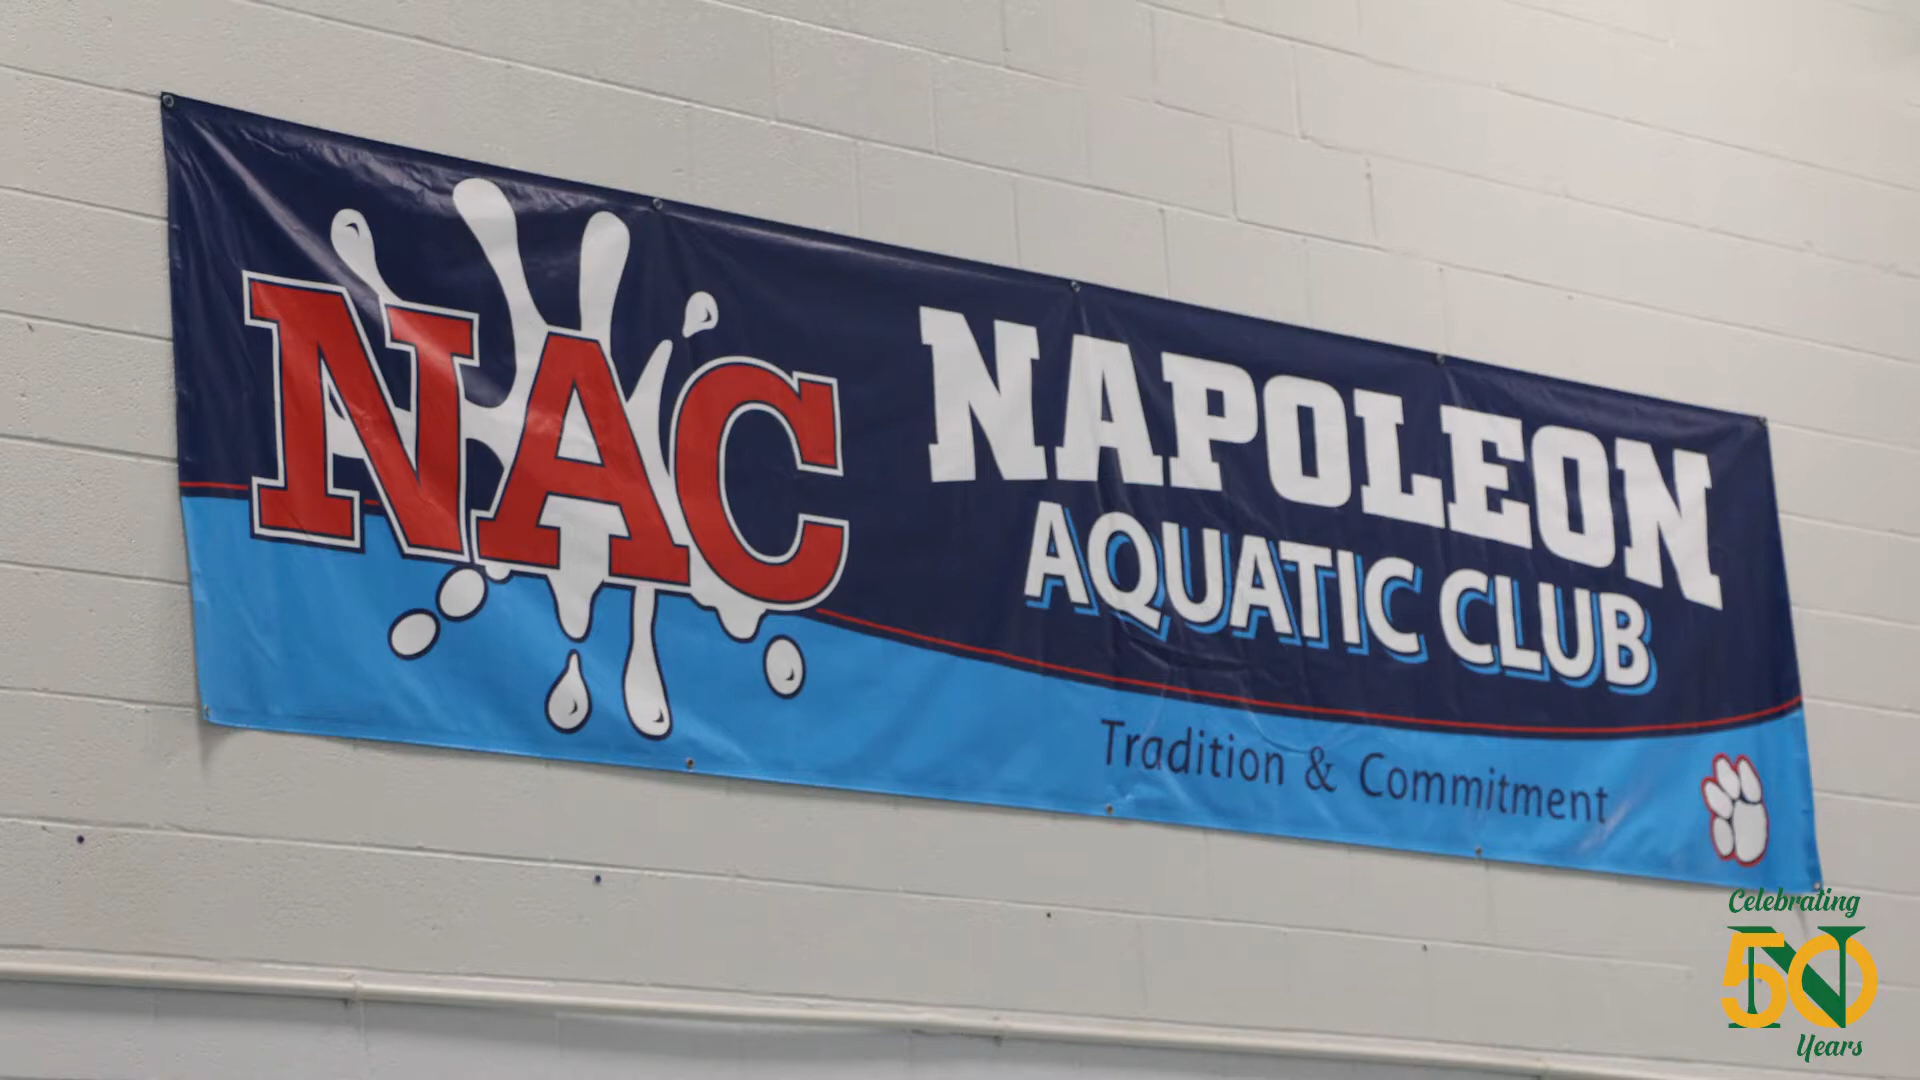 NAC
NAPOLEON
AQUATIC CLUB
Tradition & Commitment
Celebrating
50
N
Years